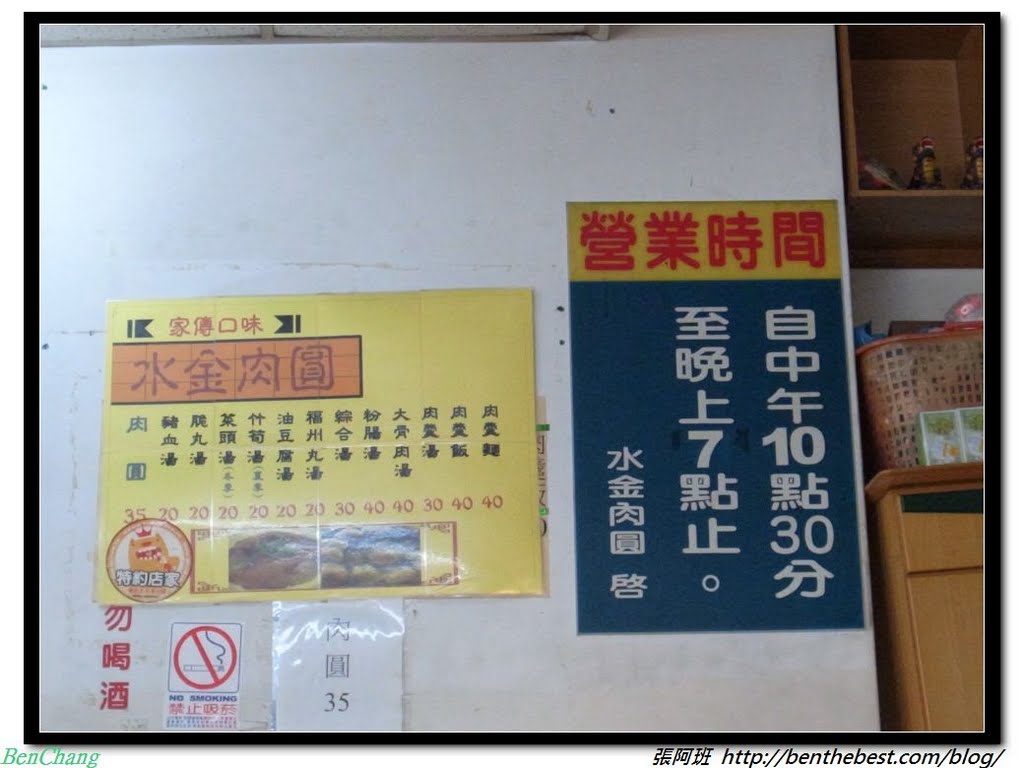 家傳口味
水金肉圓
肉圓 35
豬血湯 20
脆丸湯 20
菜頭湯(冬季) 20
竹筍湯(夏季) 20
油豆腐湯 20
福州丸湯 20
綜合湯 30
粉腸湯 40
大骨肉湯 40
肉羹湯 30
肉羹飯 40
肉羹麵 40
特約店家
營業時間
自中午10點30分
至晚上7點止。
水金肉圓 啓
勿喝酒
NO SMOKING
禁止吸菸
肉圓
35
BenChang
張阿班 http://benthebest.com/blog/